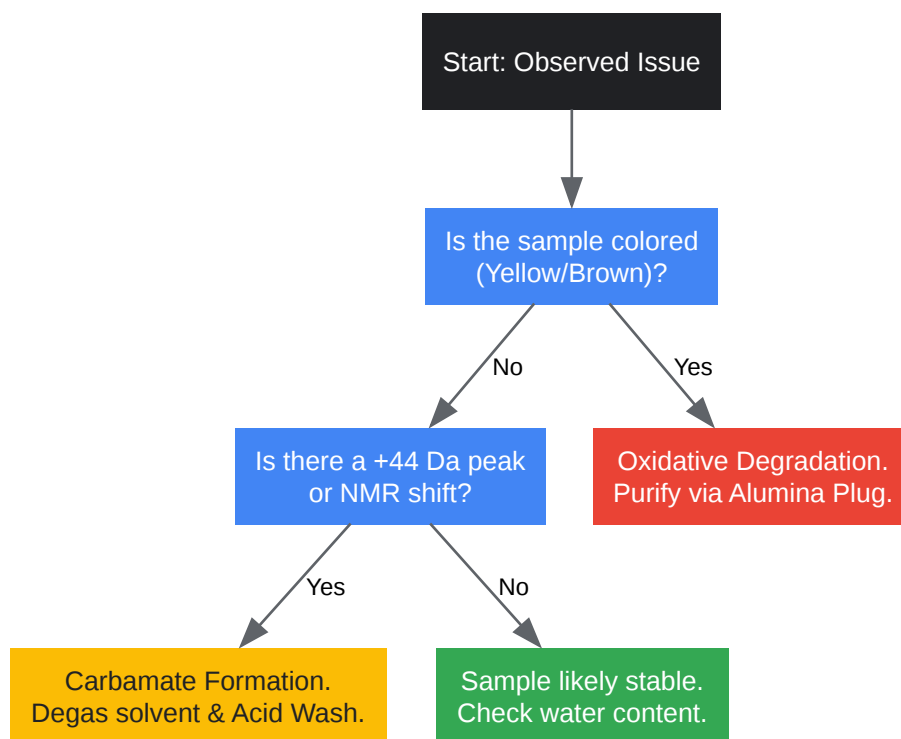 Start: Observed Issue
Is the sample colored
(Yellow/Brown)?
No
Yes
Is there a +44 Da peak
or NMR shift?
Oxidative Degradation.
Purify via Alumina Plug.
Yes
No
Carbamate Formation.
Degas solvent & Acid Wash.
Sample likely stable.
Check water content.